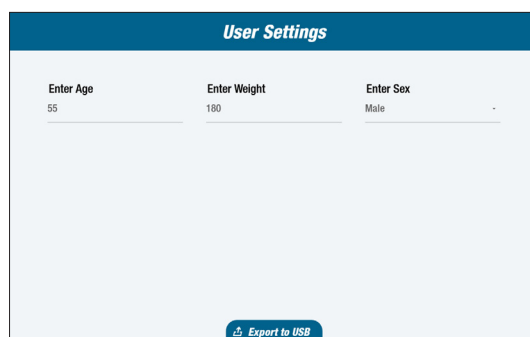 User Settings
Enter Age
Enter Weight
Enter Sex
55
180
Male -
Export to USB